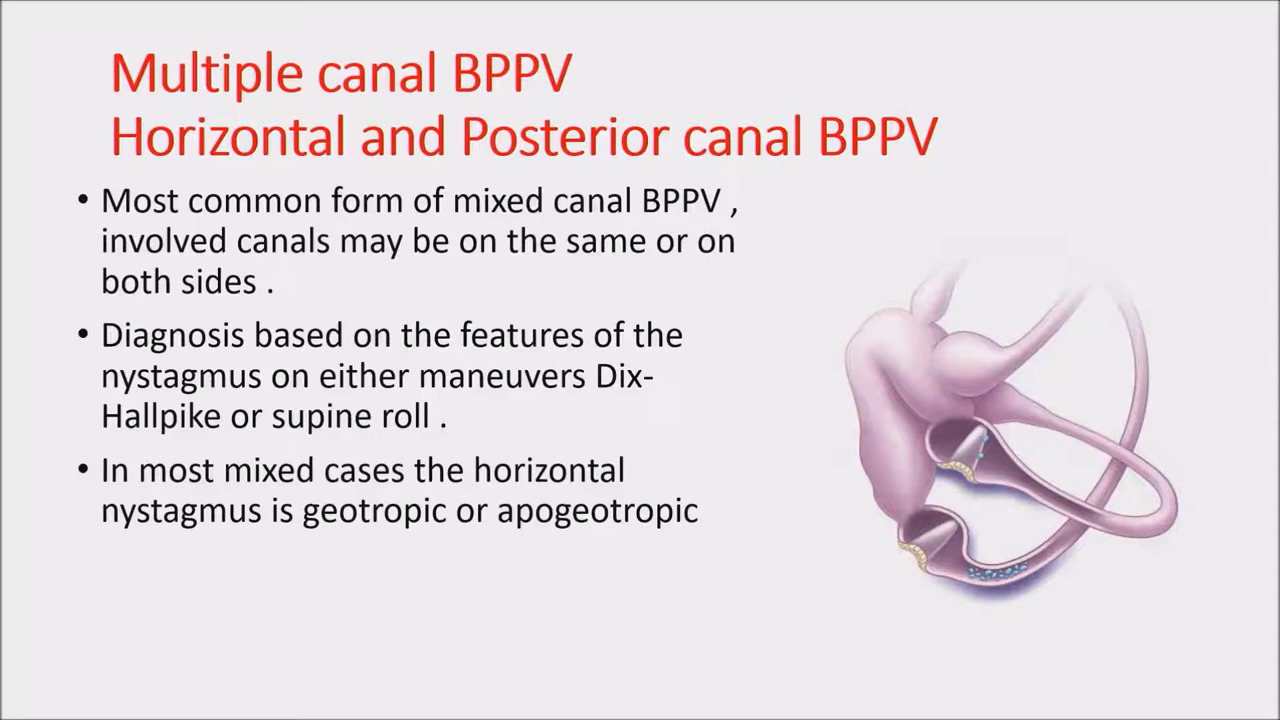 Multiple canal BPPV
Horizontal and Posterior canal BPPV
• Most common form of mixed canal BPPV ,
involved canals may be on the same or on
both sides .
• Diagnosis based on the features of the
nystagmus on either maneuvers Dix-
Hallpike or supine roll .
• In most mixed cases the horizontal
nystagmus is geotropic or apogeotropic